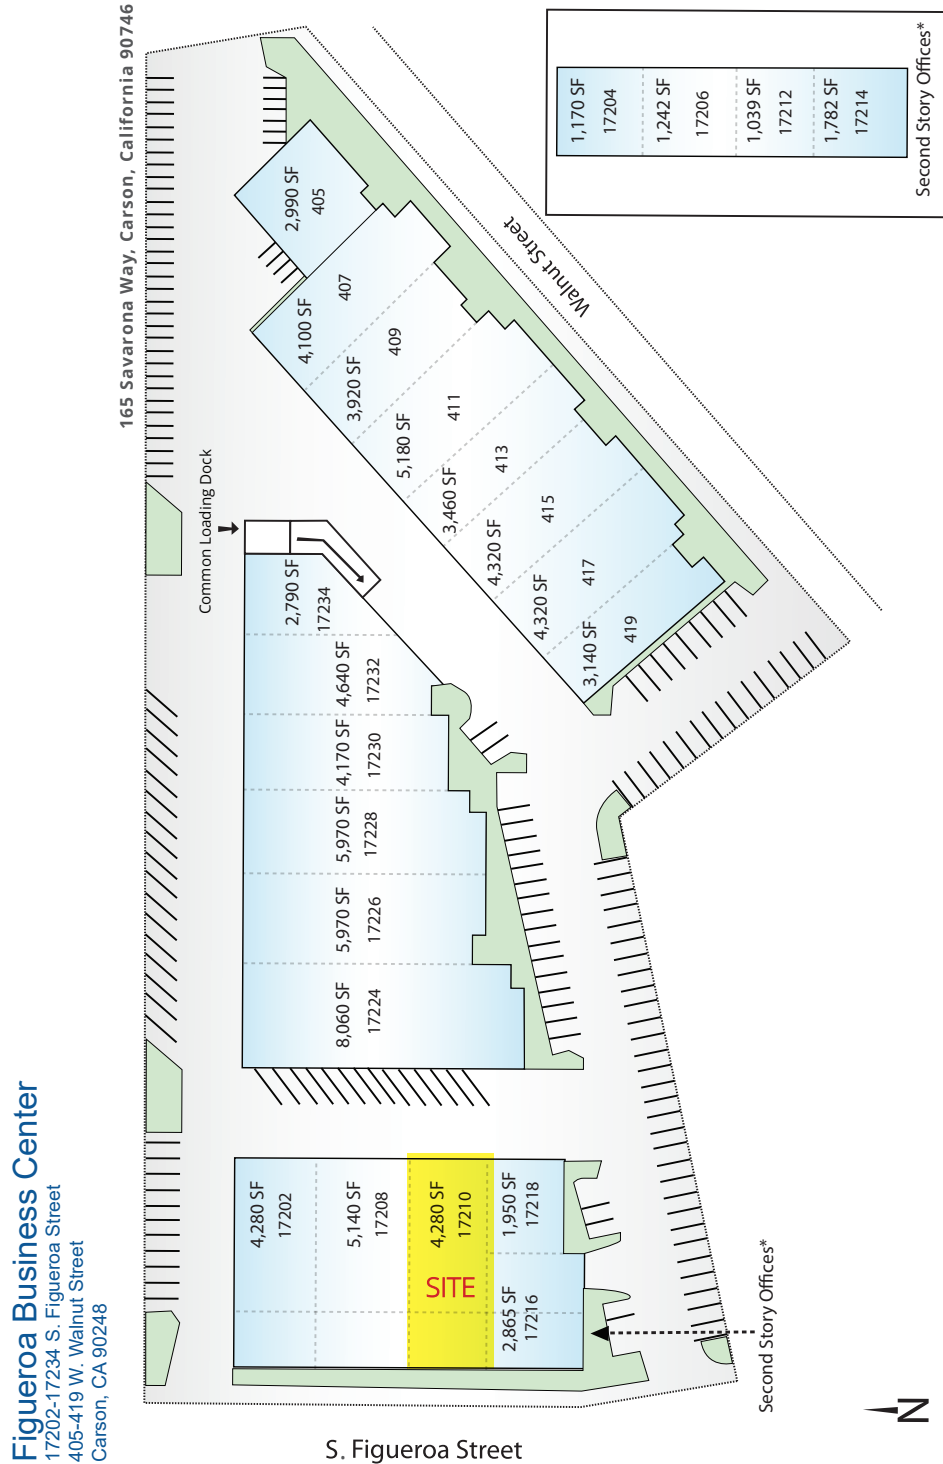 Figueroa Business Center
17202-17234 S. Figueroa Street
405-419 W. Walnut Street
Carson, CA 90248
165 Savarona Way, Carson, California 90746
Common Loading Dock
4,280 SF
17202
5,140 SF
17208
4,280 SF
17210
SITE
1,950 SF
17218
2,865 SF
17216
8,060 SF
17224
5,970 SF
17226
5,970 SF
17228
4,170 SF
17230
4,640 SF
17232
2,790 SF
17234
2,990 SF
405
4,100 SF
407
3,920 SF
409
5,180 SF
411
3,460 SF
413
4,320 SF
415
4,320 SF
417
3,140 SF
419
Walnut Street
1,170 SF
17204
1,242 SF
17206
1,039 SF
17212
1,782 SF
17214
Second Story Offices*
Second Story Offices*
S. Figueroa Street
N